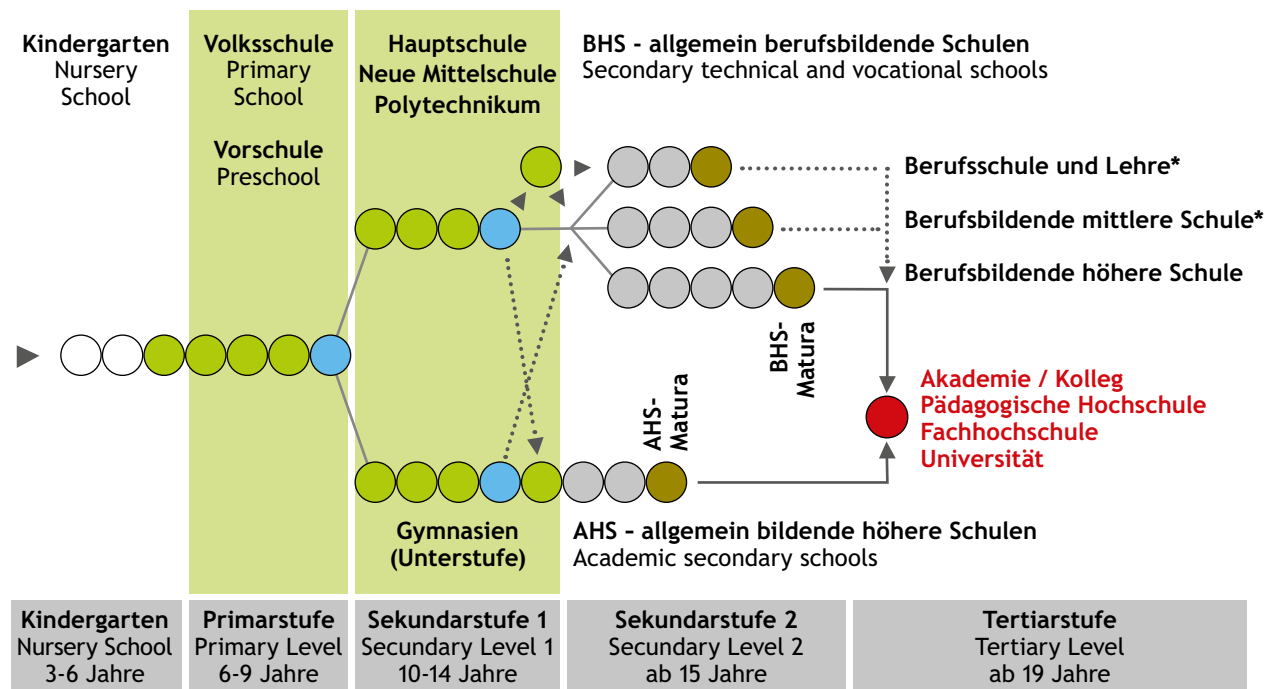 Kindergarten
Nursery
School
Volksschule
Primary
School
Vorschule
Preschool
Hauptschule
Neue Mittelschule
Polytechnikum
BHS - allgemein berufsbildende Schulen
Secondary technical and vocational schools
Berufsschule und Lehre*
Berufsbildende mittlere Schule*
Berufsbildende höhere Schule
BHS-
Matura
AHS-
Matura
Akademie / Kolleg
Pädagogische Hochschule
Fachhochschule
Universität
Gymnasien
(Unterstufe)
AHS – allgemein bildende höhere Schulen
Academic secondary schools
Kindergarten
Nursery School
3-6 Jahre
Primarstufe
Primary Level
6-9 Jahre
Sekundarstufe 1
Secundary Level 1
10-14 Jahre
Sekundarstufe 2
Secundary Level 2
ab 15 Jahre
Tertiarstufe
Tertiary Level
ab 19 Jahre